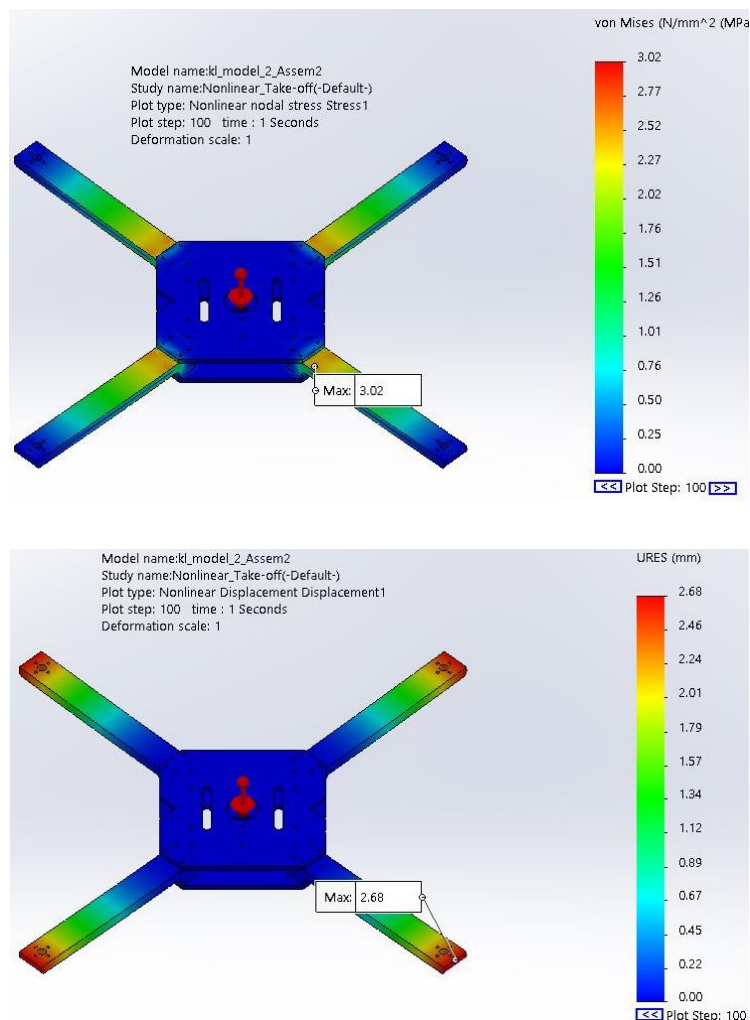 von Mises (N/mm^2 (MPa
Model name:kl_model_2_Assem2
Study name:Nonlinear_Take-off(-Default-)
Plot type: Nonlinear nodal stress Stress1
Plot step: 100 time : 1 Seconds
Deformation scale: 1
3.02
2.77
2.52
2.27
2.02
1.76
1.51
1.26
1.01
0.76
0.50
0.25
0.00
Max: 3.02
<< Plot Step: 100 >>
Model name:kl_model_2_Assem2
Study name:Nonlinear_Take-off(-Default-)
Plot type: Nonlinear Displacement Displacement1
Plot step: 100 time : 1 Seconds
Deformation scale: 1
URES (mm)
2.68
2.46
2.24
2.01
1.79
1.57
1.34
1.12
0.89
0.67
0.45
0.22
0.00
Max: 2.68
<< Plot Step: 100